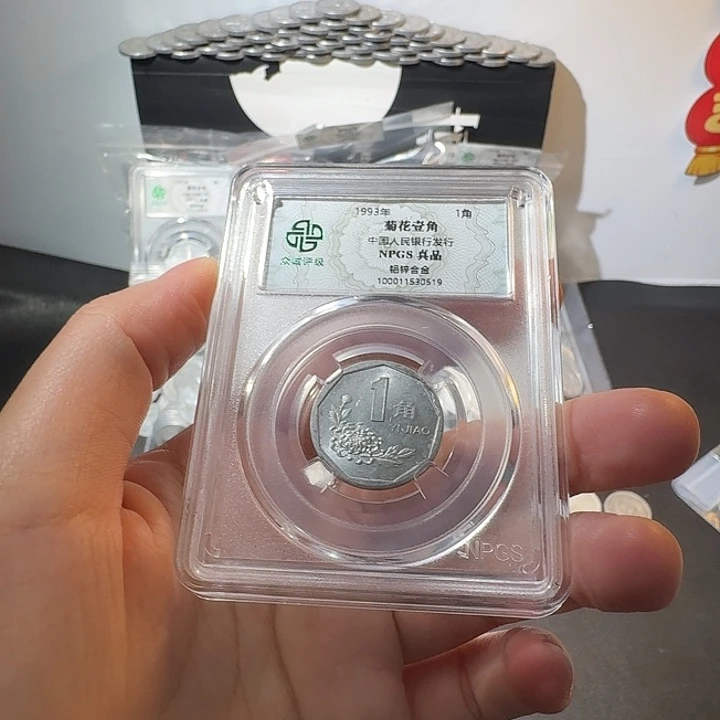 1993年 1角
菊花壹角
中国人民银行发行
NPGS 真品
铝锌合金
100011530519
众诚评级
1角
YIJIAO
NPGS